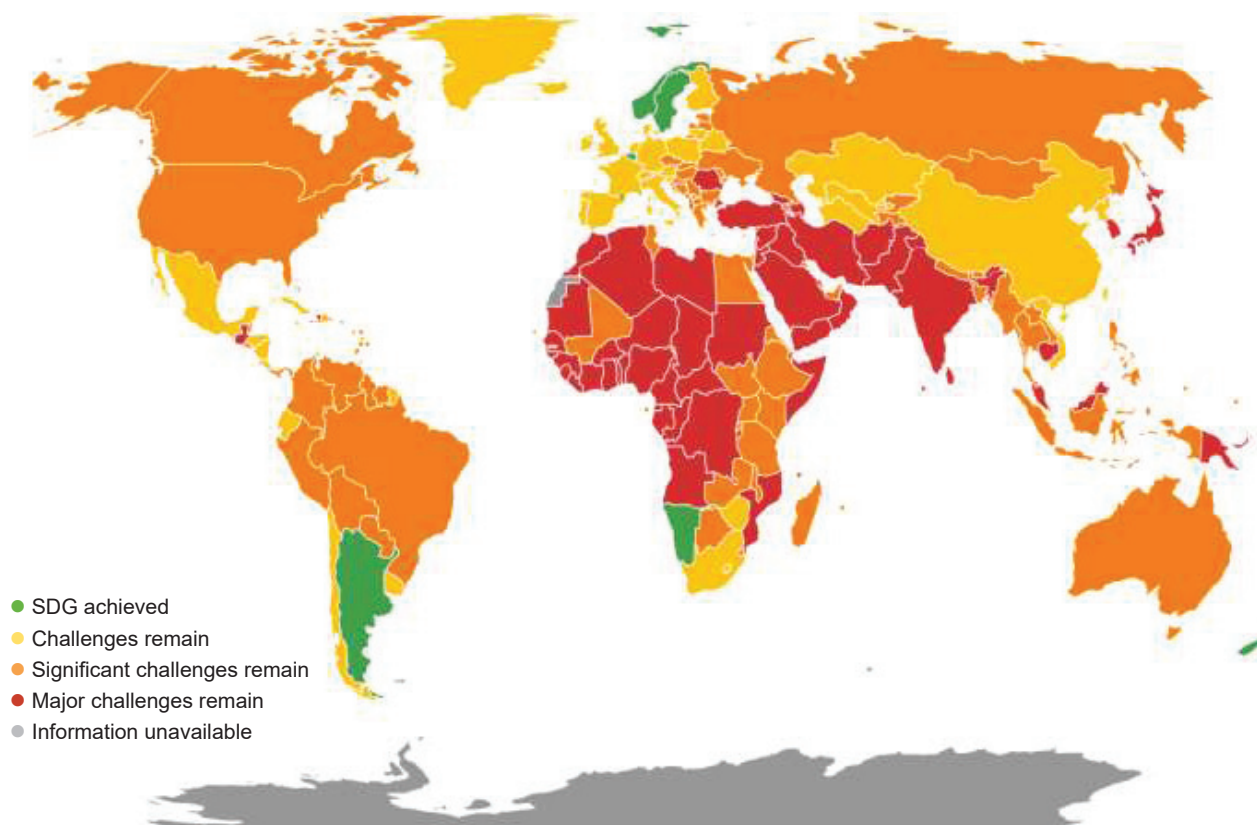 SDG achieved
Challenges remain
Significant challenges remain
Major challenges remain
Information unavailable